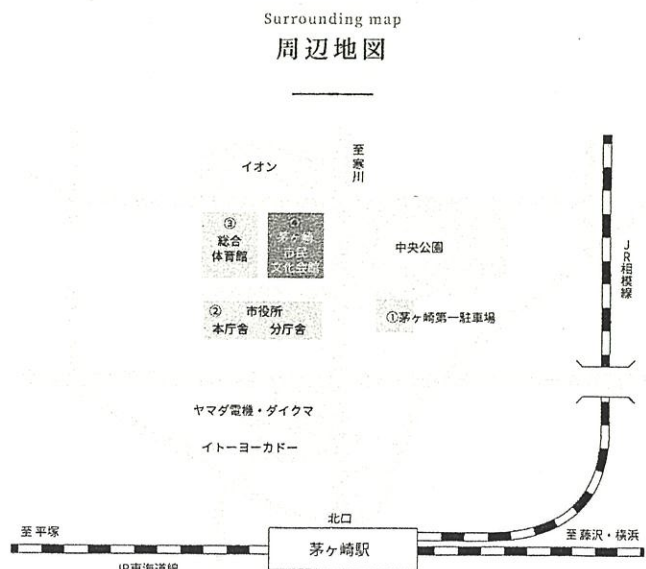 Surrounding map
周辺地図
イオン
至寒川
③
総合
体育館
④
茅ヶ崎
市民
文化会館
中央公園
JR相模線
② 市役所
本庁舎 分庁舎
①茅ヶ崎第一駐車場
ヤマダ電機・ダイクマ
イトーヨーカドー
北口
至平塚
至藤沢・横浜
茅ヶ崎駅
JR東海道線